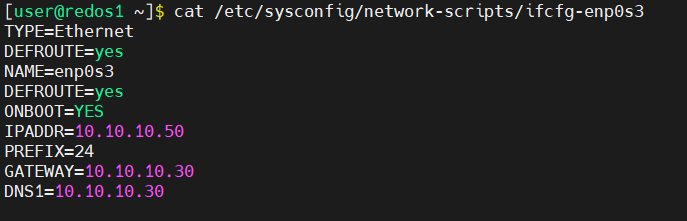 [user@redos1 ~]$ cat /etc/sysconfig/network-scripts/ifcfg-enp0s3
TYPE=Ethernet
DEFROUTE=yes
NAME=enp0s3
DEFROUTE=yes
ONBOOT=YES
IPADDR=10.10.10.50
PREFIX=24
GATEWAY=10.10.10.30
DNS1=10.10.10.30